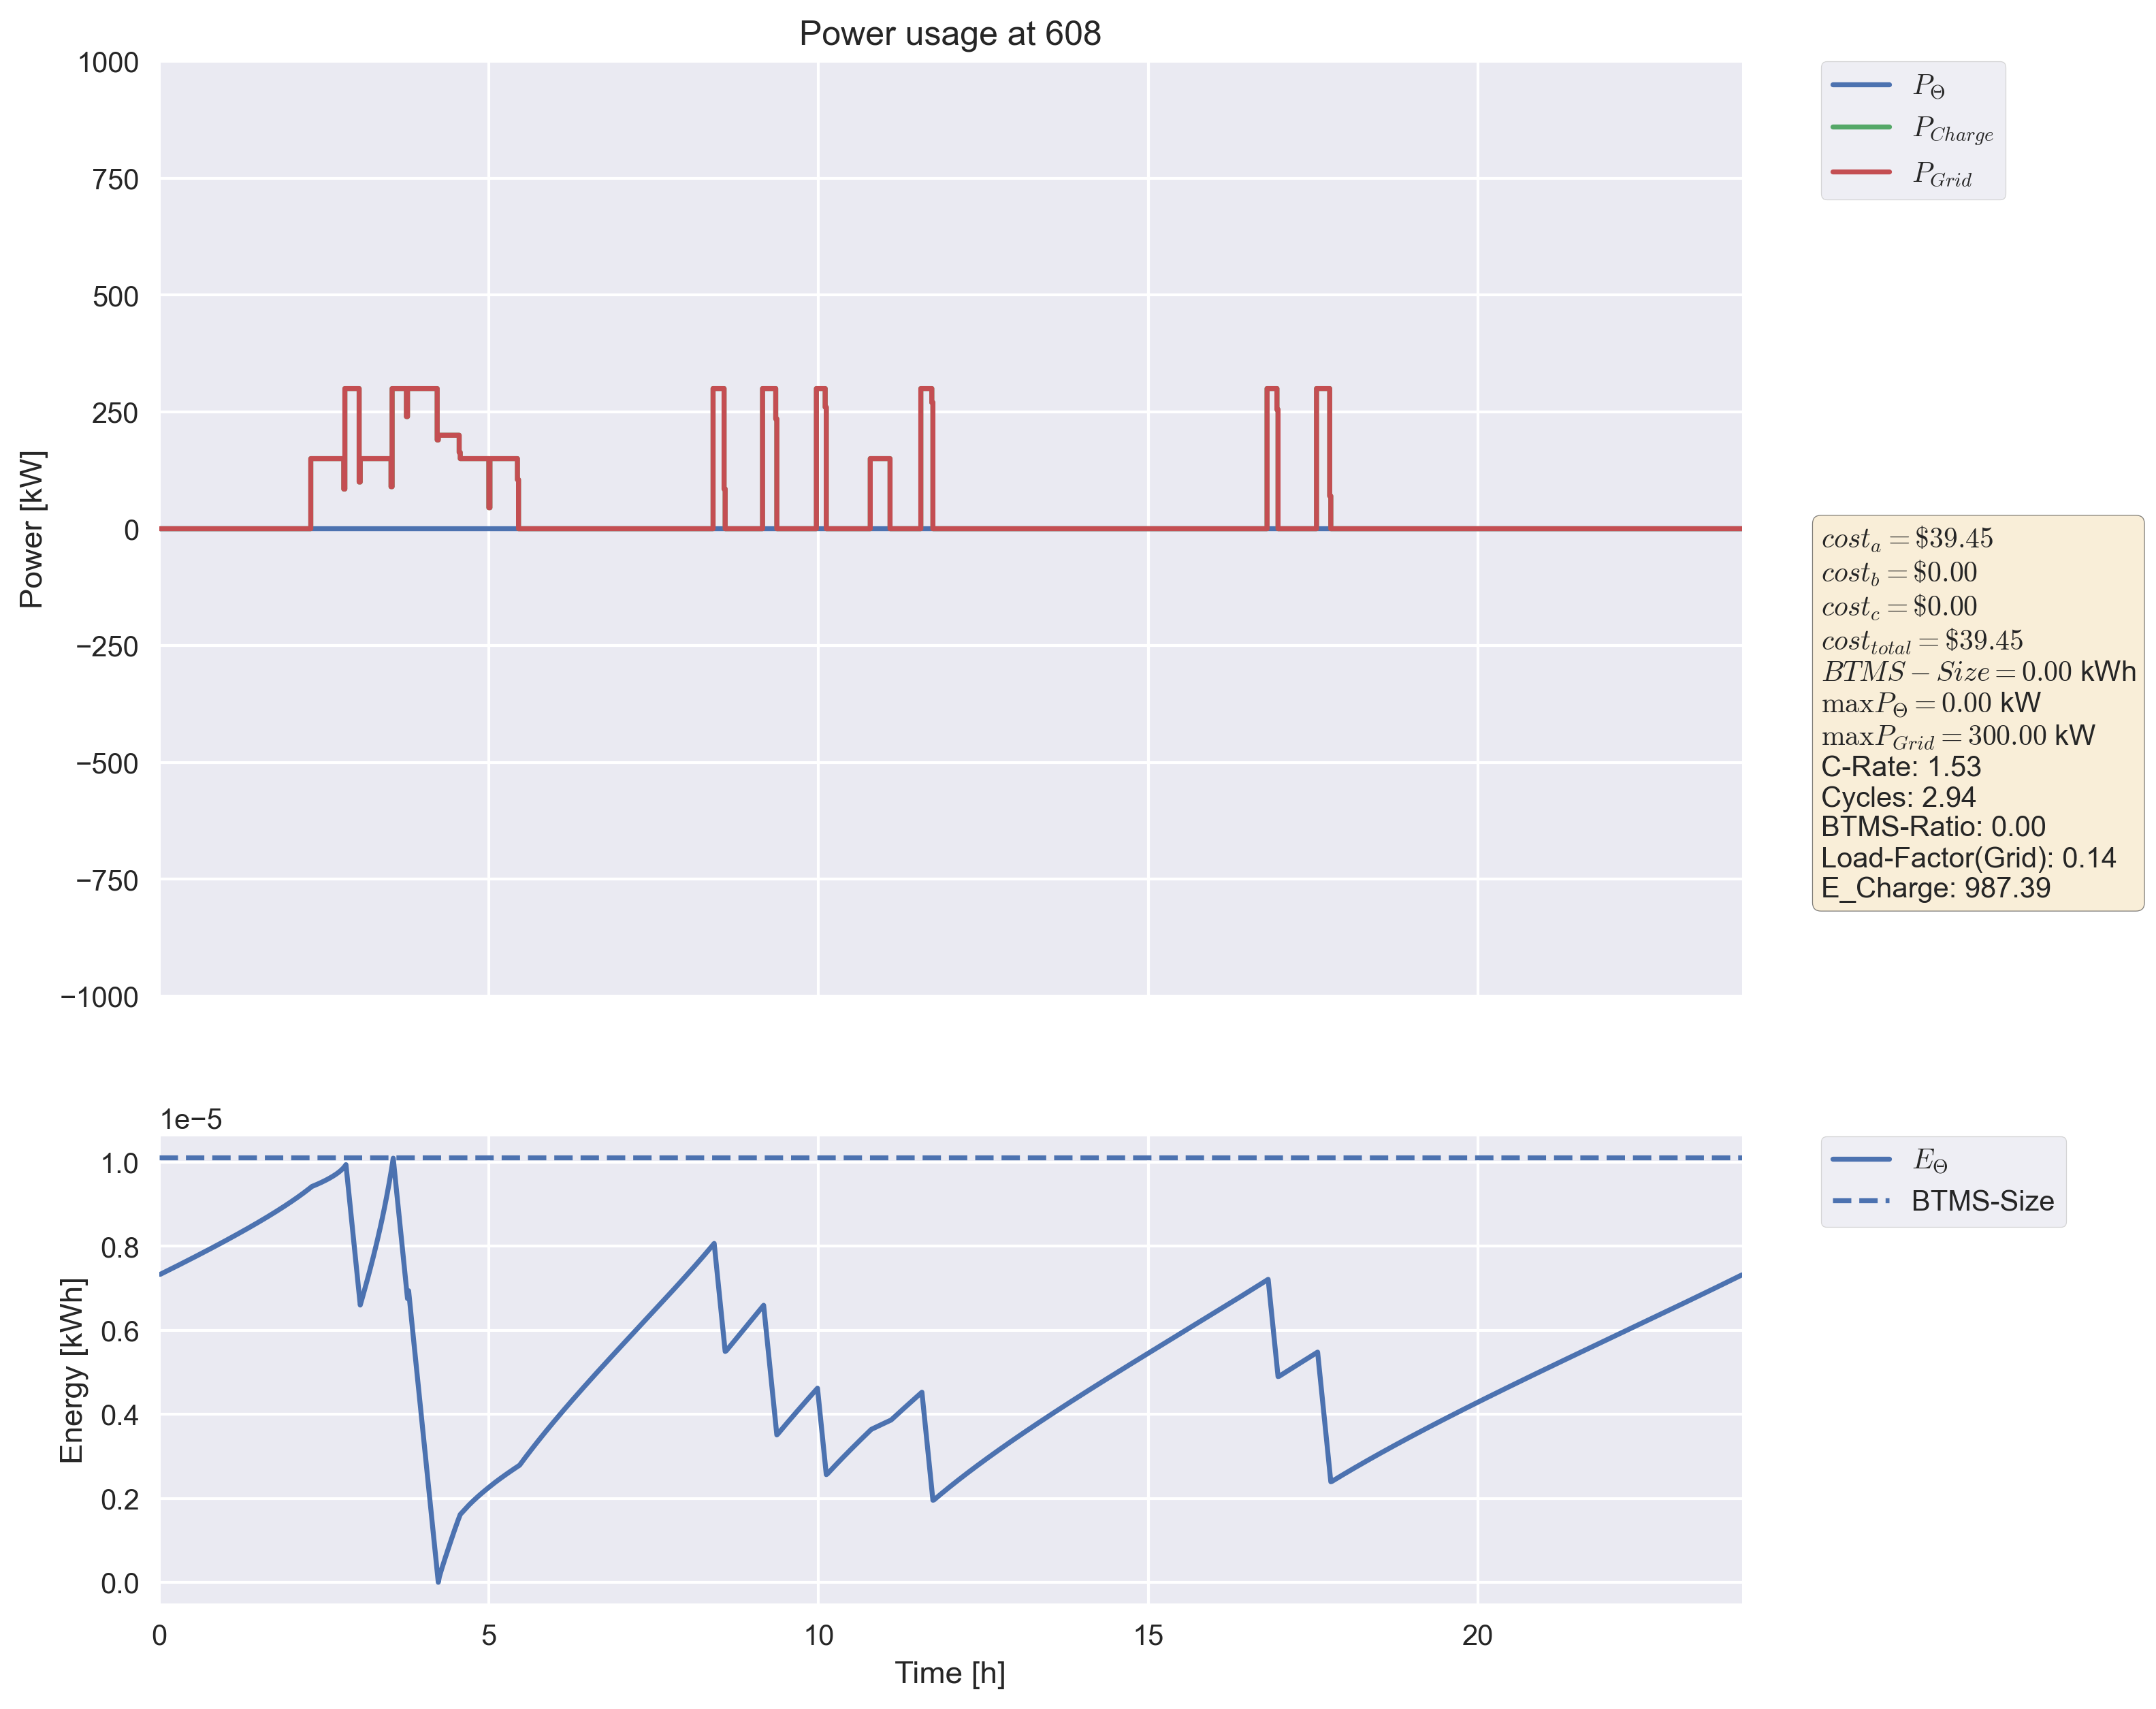 Power usage at 608
1000
750
500
250
0
−250
−500
−750
−1000
Power [kW]
P_Θ
P_Charge
P_Grid
cost_a = $39.45
cost_b = $0.00
cost_c = $0.00
cost_total = $39.45
BTMS − Size = 0.00 kWh
maxP_Θ = 0.00 kW
maxP_Grid = 300.00 kW
C-Rate: 1.53
Cycles: 2.94
BTMS-Ratio: 0.00
Load-Factor(Grid): 0.14
E_Charge: 987.39
1e−5
1.0
0.8
0.6
0.4
0.2
0.0
Energy [kWh]
E_Θ
BTMS-Size
0 5 10 15 20
Time [h]